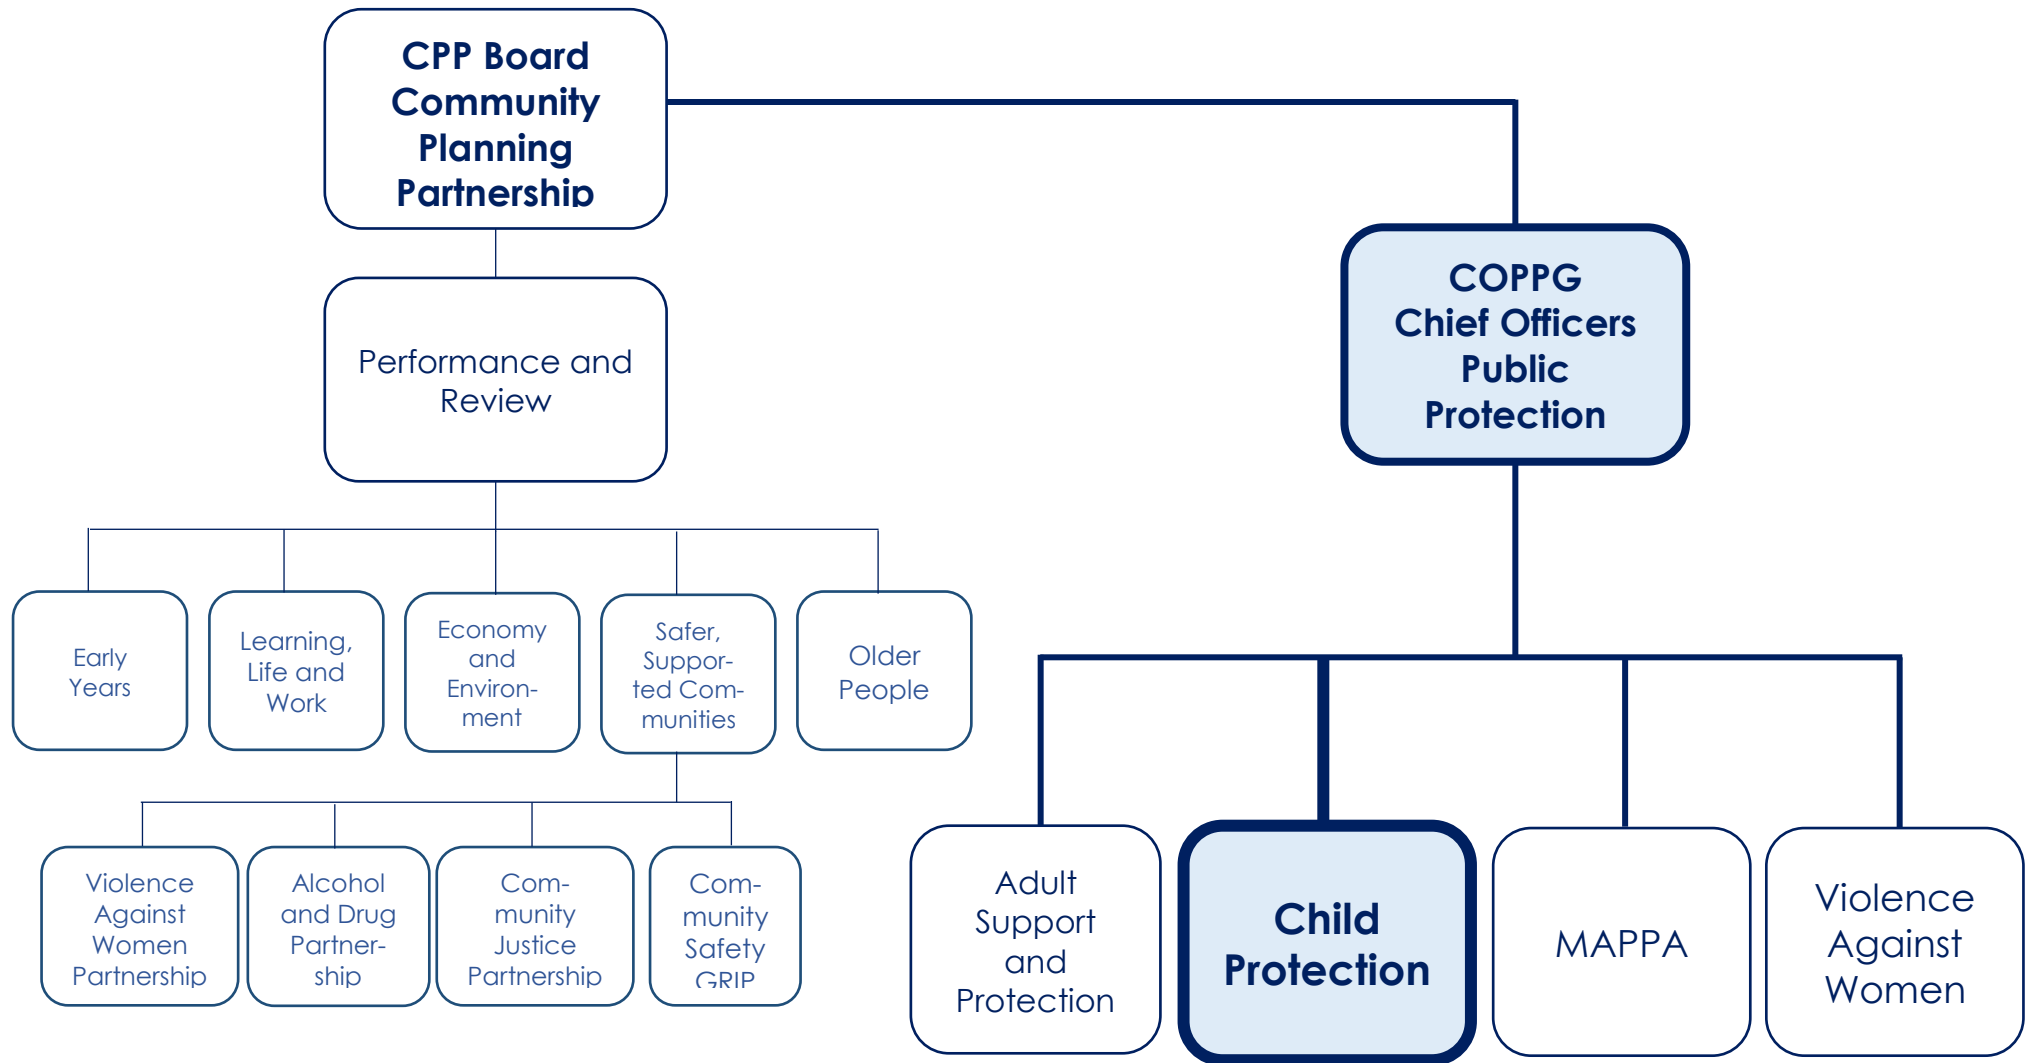 CPP Board
Community
Planning
Partnership
COPPG
Chief Officers
Public
Protection
Performance and
Review
Early
Years
Learning,
Life and
Work
Economy
and
Environ-
ment
Safer,
Suppor-
ted Com-
munities
Older
People
Violence
Against
Women
Partnership
Alcohol
and Drug
Partner-
ship
Com-
munity
Justice
Partnership
Com-
munity
Safety
GRIP
Adult
Support
and
Protection
Child
Protection
MAPPA
Violence
Against
Women